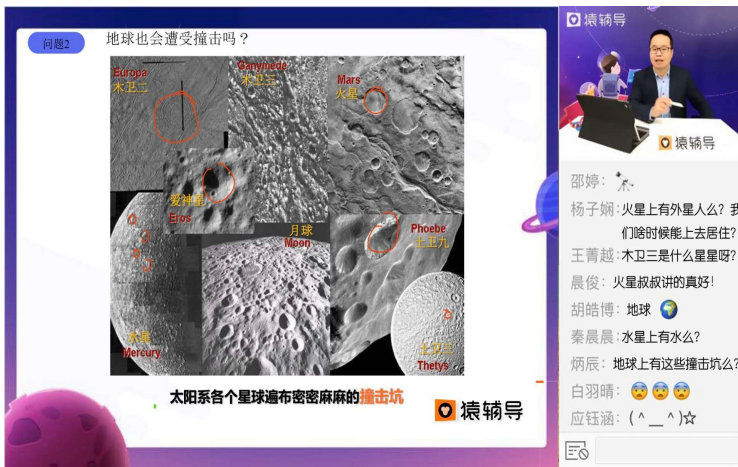 问题2
地球也会遭受撞击吗？
Europa
木卫二
Ganymede
木卫三
Mars
火星
爱神星
Eros
月球
Moon
Phoebe
土卫九
水星
Mercury
土卫三
Thetys
太阳系各个星球遍布密密麻麻的撞击坑
猿辅导
猿辅导
猿辅导
邵婷：
杨子娴：火星上有外星人么？我
们啥时候能上去居住？
王菁越：木卫三是什么星星呀？
晨俊：火星叔叔讲的真好！
胡皓博：地球
秦晨晨：水星上有水么？
炳辰：地球上有这些撞击坑么？
白羽晴：
应钰涵：( ^ __ ^ )☆